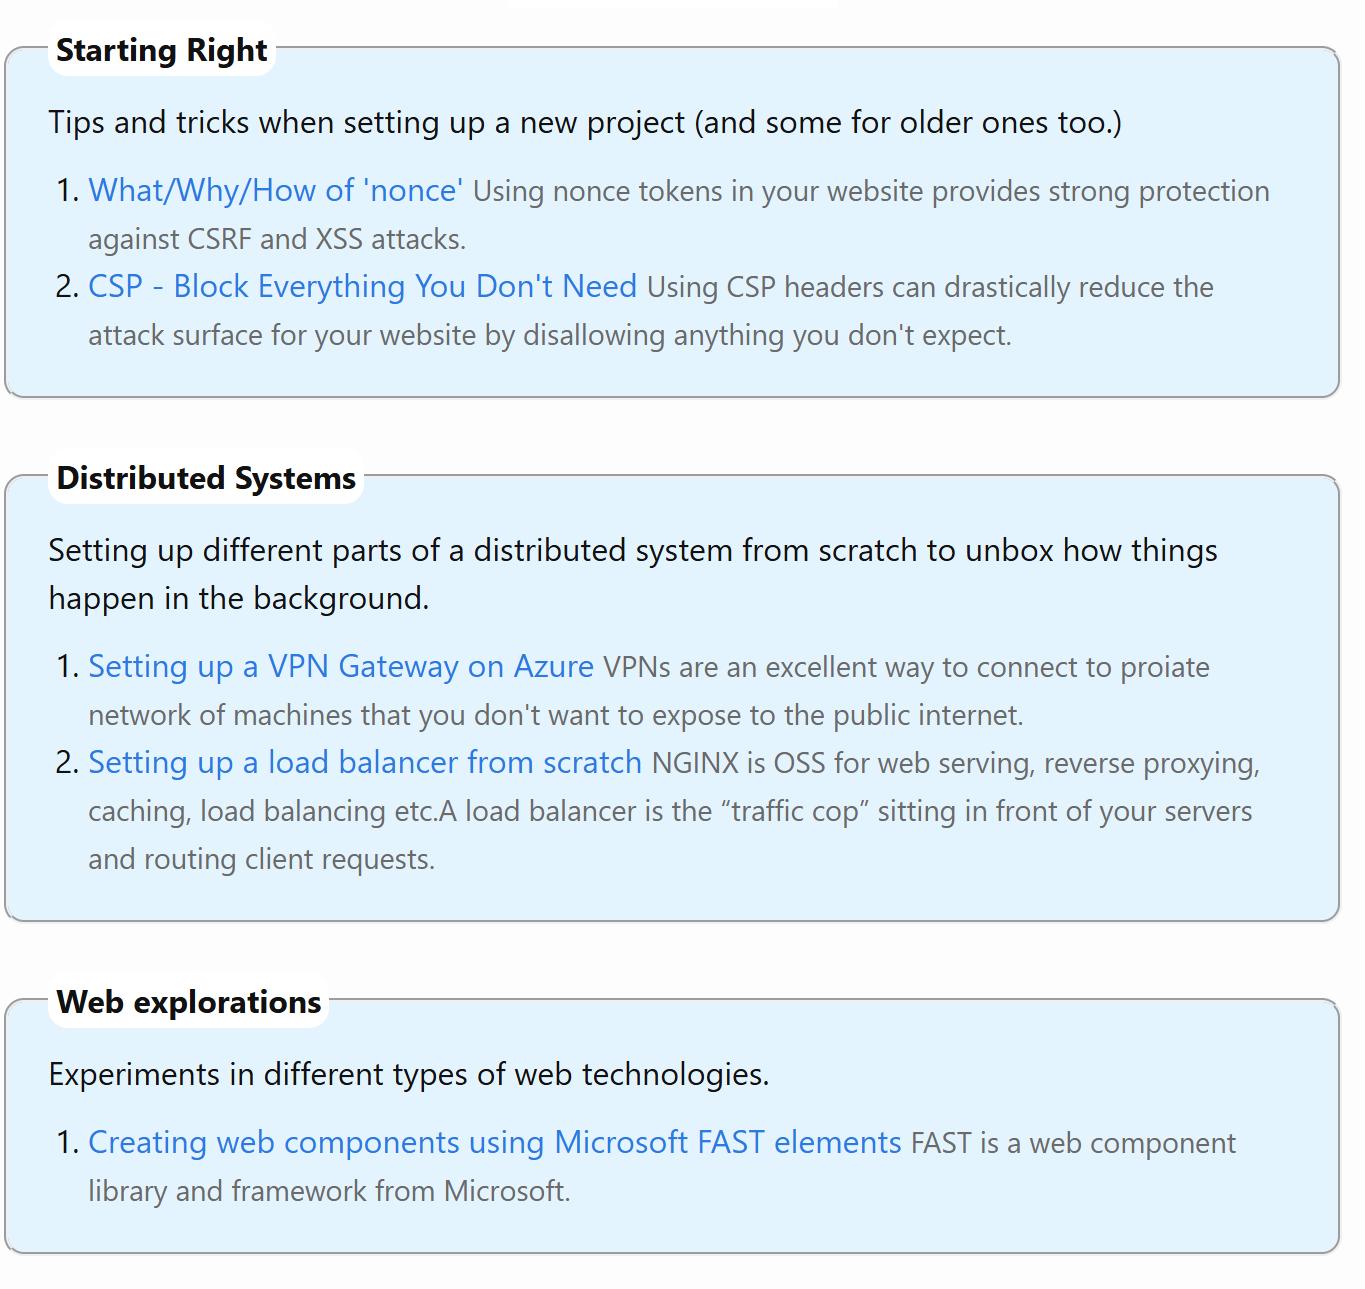 Starting Right
Tips and tricks when setting up a new project (and some for older ones too.)
1. What/Why/How of 'nonce' Using nonce tokens in your website provides strong protection
against CSRF and XSS attacks.
2. CSP - Block Everything You Don't Need Using CSP headers can drastically reduce the
attack surface for your website by disallowing anything you don't expect.
Distributed Systems
Setting up different parts of a distributed system from scratch to unbox how things
happen in the background.
1. Setting up a VPN Gateway on Azure VPNs are an excellent way to connect to proiate
network of machines that you don't want to expose to the public internet.
2. Setting up a load balancer from scratch NGINX is OSS for web serving, reverse proxying,
caching, load balancing etc.A load balancer is the “traffic cop” sitting in front of your servers
and routing client requests.
Web explorations
Experiments in different types of web technologies.
1. Creating web components using Microsoft FAST elements FAST is a web component
library and framework from Microsoft.